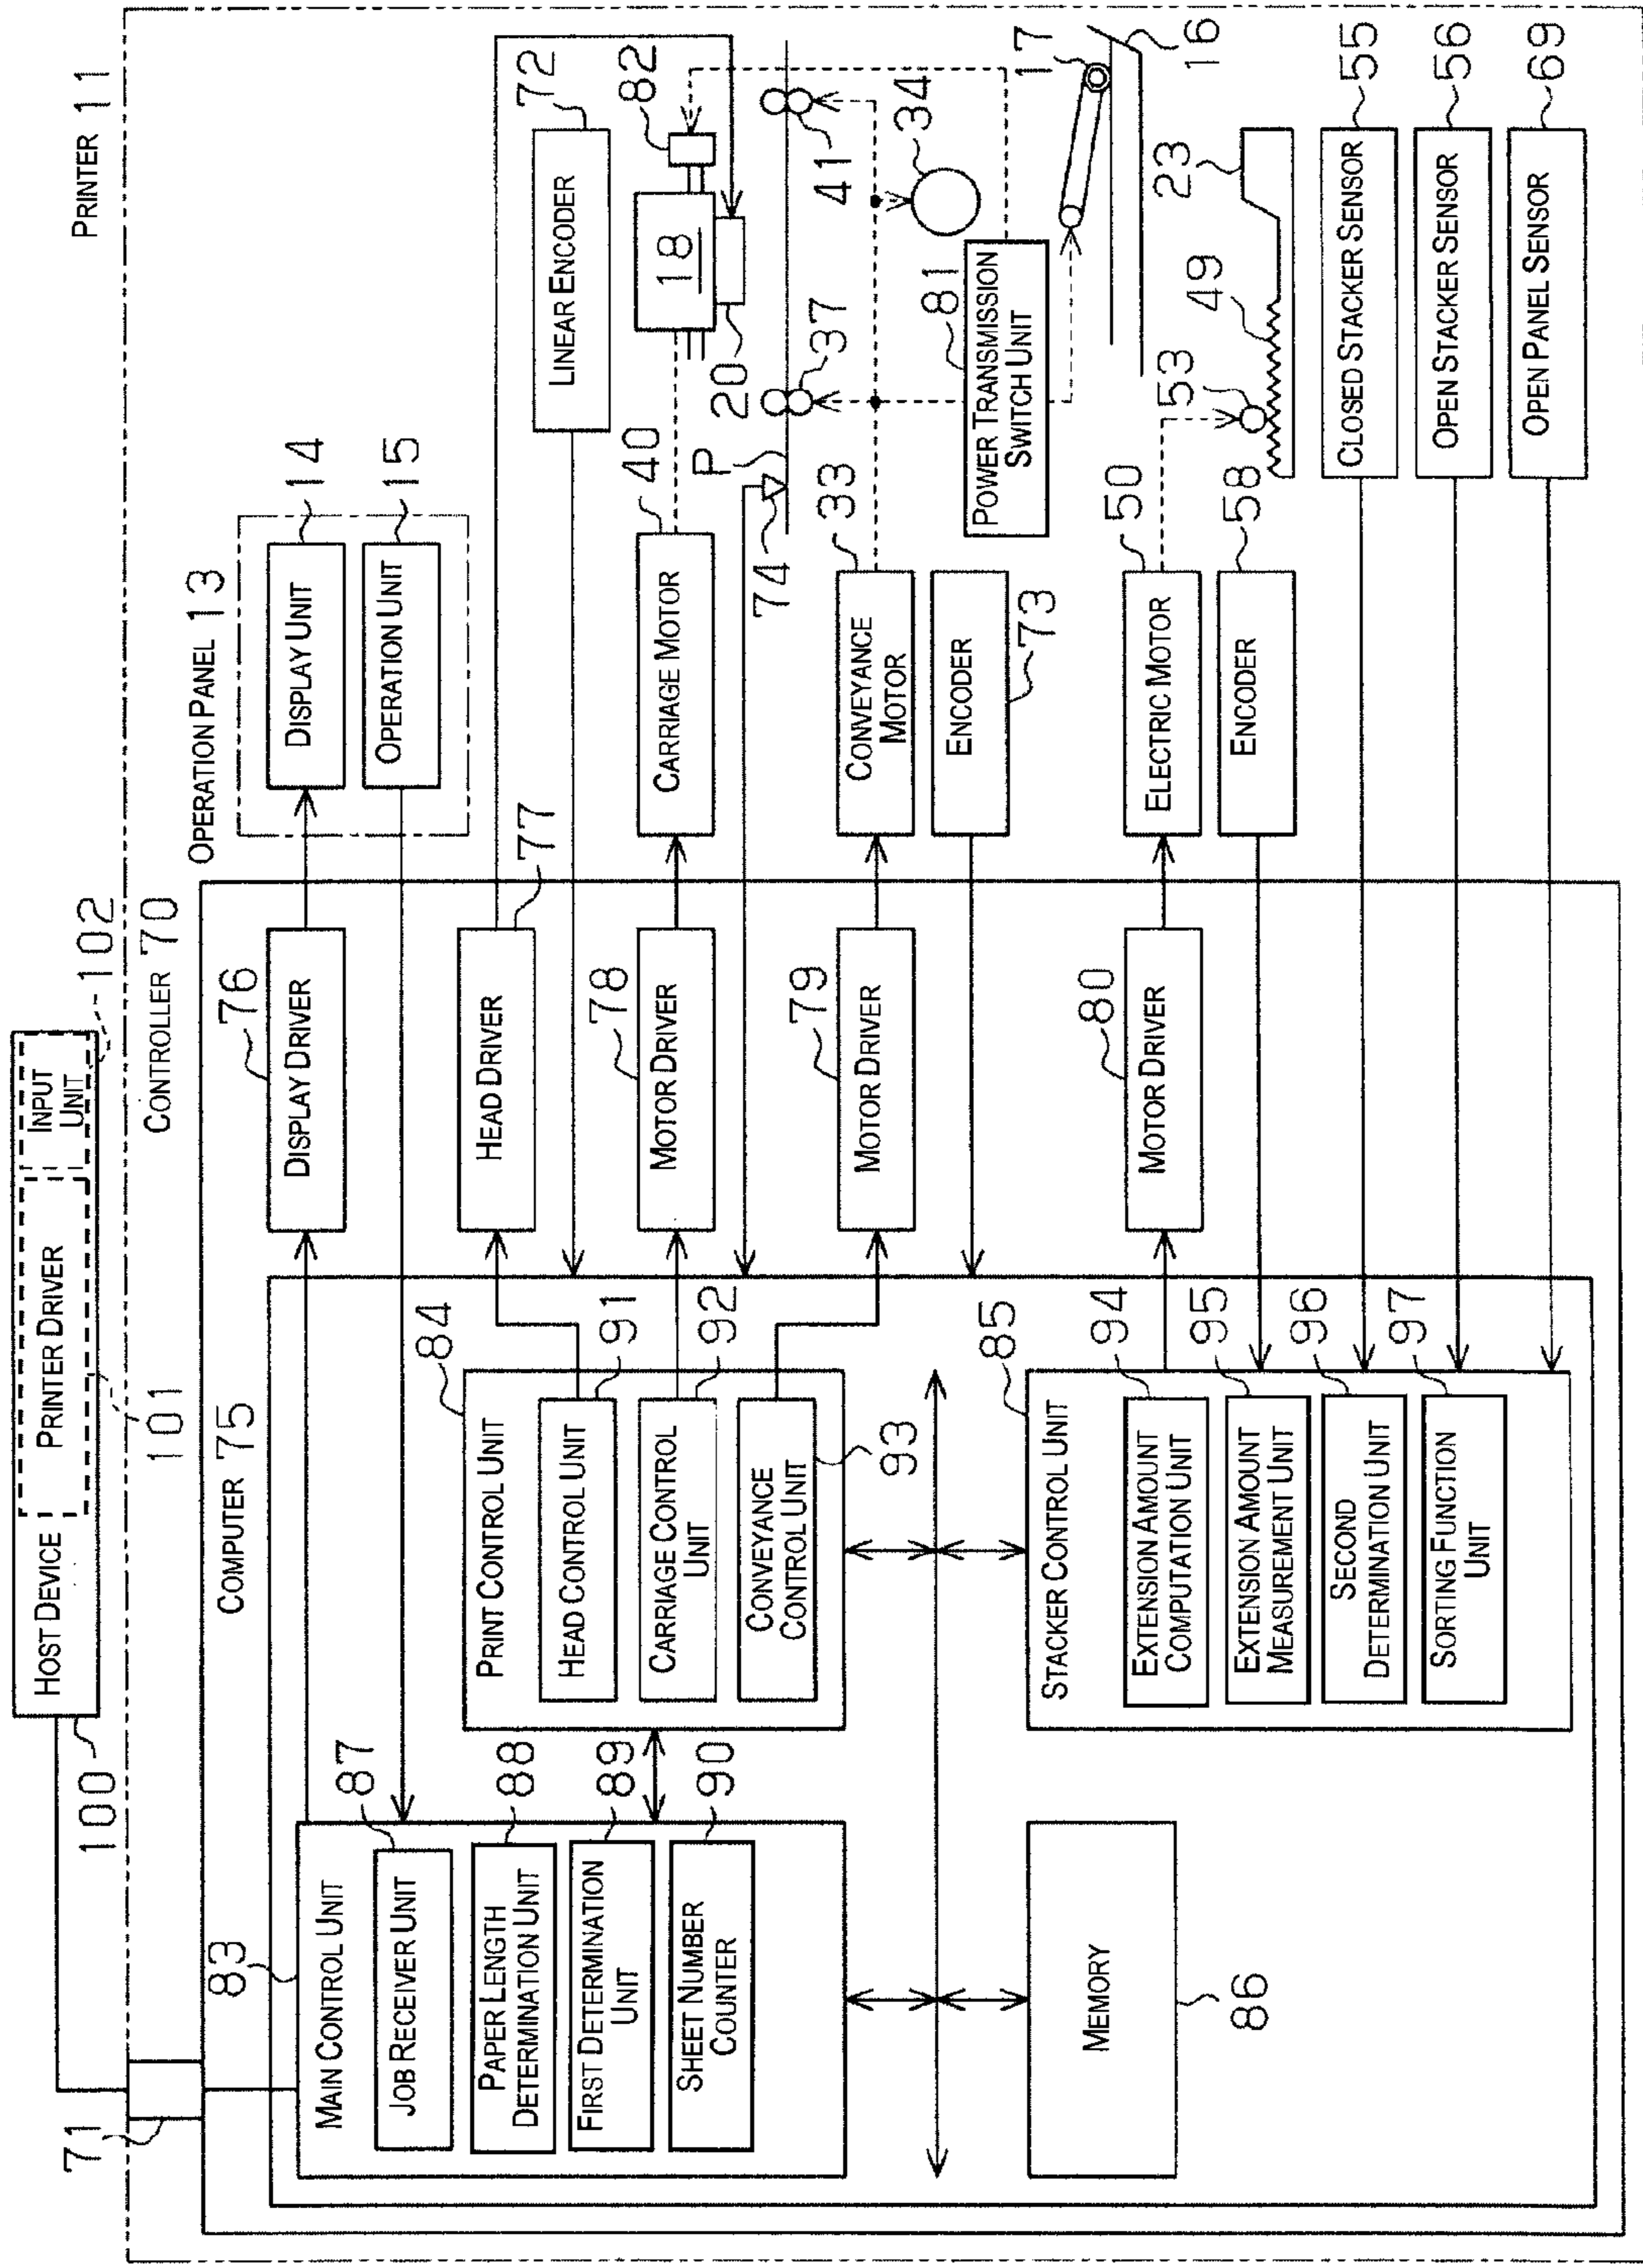 HOST DEVICE
PRINTER DRIVER
INPUT
UNIT
100
101
102
PRINTER 11
71
CONTROLLER 70
COMPUTER 75
OPERATION PANEL 13
DISPLAY UNIT
14
OPERATION UNIT
15
DISPLAY DRIVER
76
HEAD DRIVER
77
MOTOR DRIVER
78
MOTOR DRIVER
79
MOTOR DRIVER
80
83
MAIN CONTROL UNIT
JOB RECEIVER UNIT
87
PAPER LENGTH
DETERMINATION UNIT
88
FIRST DETERMINATION
UNIT
89
SHEET NUMBER
COUNTER
90
84
PRINT CONTROL UNIT
HEAD CONTROL UNIT
91
CARRIAGE CONTROL
UNIT
92
CONVEYANCE
CONTROL UNIT
93
MEMORY
86
85
STACKER CONTROL UNIT
EXTENSION AMOUNT
COMPUTATION UNIT
94
EXTENSION AMOUNT
MEASUREMENT UNIT
95
SECOND
DETERMINATION UNIT
96
SORTING FUNCTION
UNIT
97
LINEAR ENCODER
72
CARRIAGE MOTOR
40
18
82
20
P
74
37
41
CONVEYANCE
MOTOR
33
34
ENCODER
73
POWER TRANSMISSION
SWITCH UNIT
81
17
16
ELECTRIC MOTOR
50
53
49
23
ENCODER
58
CLOSED STACKER SENSOR
55
OPEN STACKER SENSOR
56
OPEN PANEL SENSOR
69